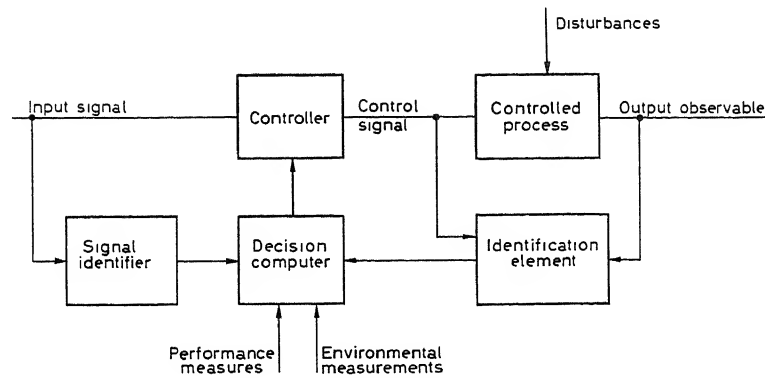 Disturbances
Input signal
Controller
Control
signal
Controlled
process
Output observable
Signal
identifier
Decision
computer
Identification
element
Performance
measures
Environmental
measurements